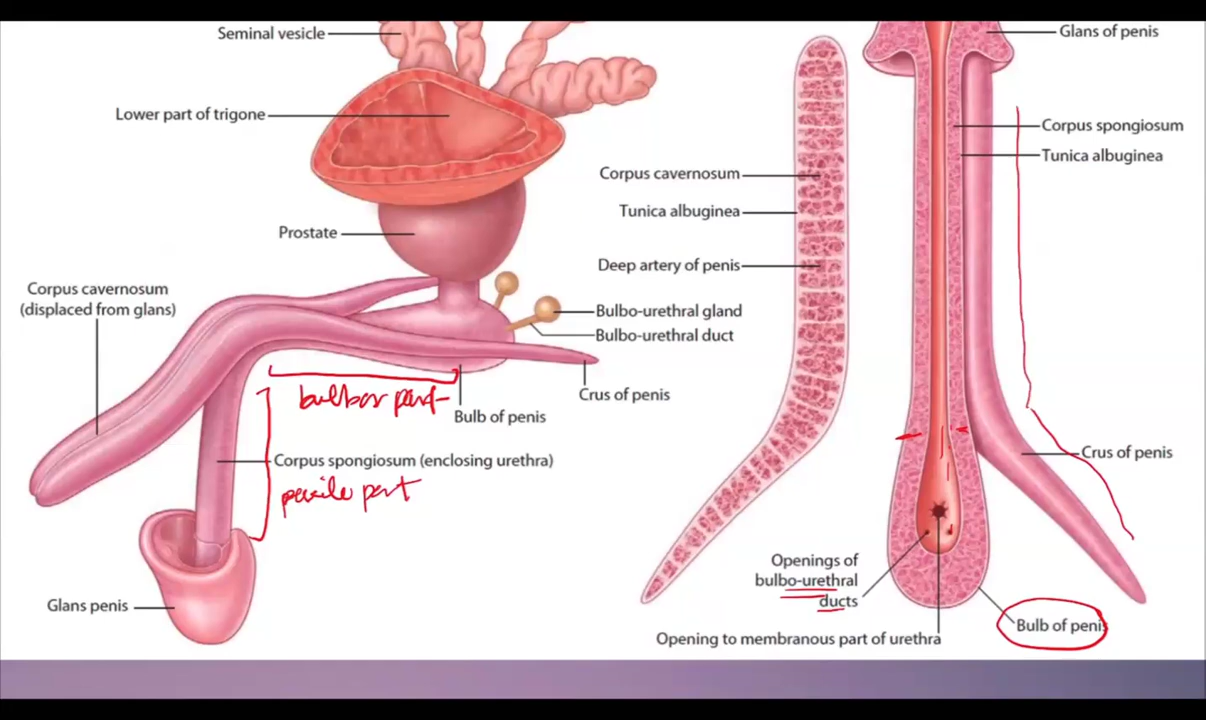 Seminal vesicle
Lower part of trigone
Prostate
Corpus cavernosum
(displaced from glans)
Bulbo-urethral gland
Bulbo-urethral duct
Crus of penis
bulbar part
Bulb of penis
Corpus spongiosum (enclosing urethra)
penile part
Glans penis
Glans of penis
Corpus spongiosum
Tunica albuginea
Corpus cavernosum
Tunica albuginea
Deep artery of penis
Crus of penis
Openings of
bulbo-urethral
ducts
Bulb of penis
Opening to membranous part of urethra